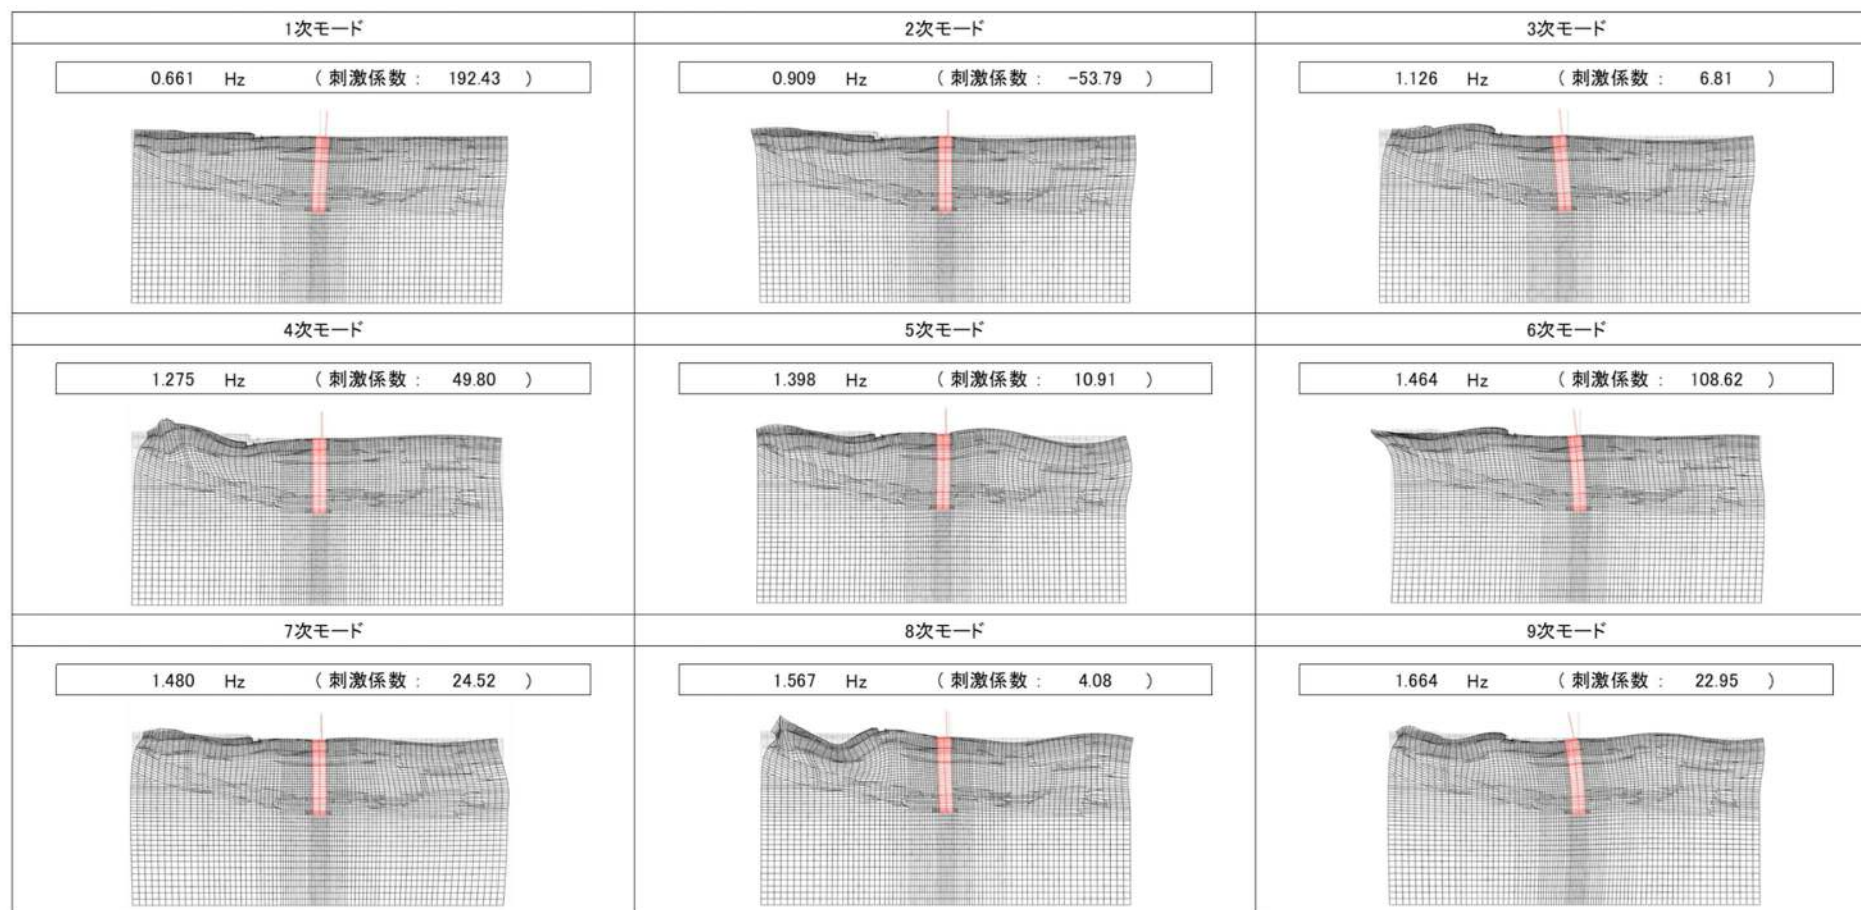 1次モード 2次モード 3次モード
0.661 Hz （刺激係数： 192.43 ） 0.909 Hz （刺激係数： -53.79 ） 1.126 Hz （刺激係数： 6.81 ）
4次モード 5次モード 6次モード
1.275 Hz （刺激係数： 49.80 ） 1.398 Hz （刺激係数： 10.91 ） 1.464 Hz （刺激係数： 108.62 ）
7次モード 8次モード 9次モード
1.480 Hz （刺激係数： 24.52 ） 1.567 Hz （刺激係数： 4.08 ） 1.664 Hz （刺激係数： 22.95 ）